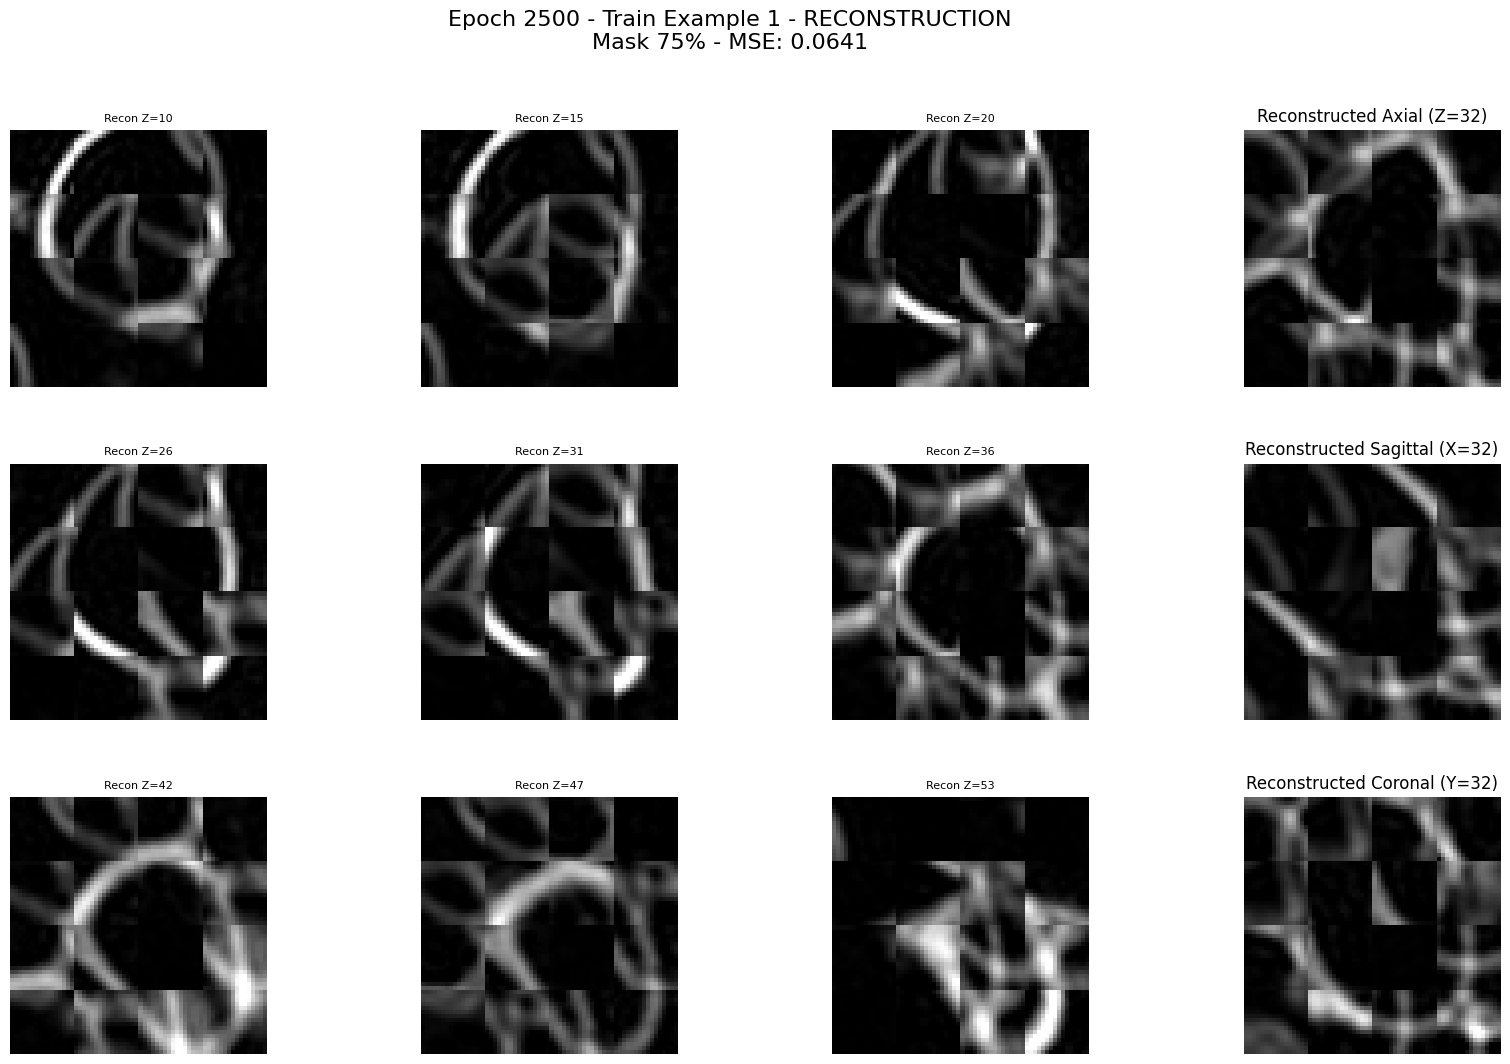 Epoch 2500 - Train Example 1 - RECONSTRUCTION
Mask 75% - MSE: 0.0641
Recon Z=10
Recon Z=15
Recon Z=20
Reconstructed Axial (Z=32)
Recon Z=26
Recon Z=31
Recon Z=36
Reconstructed Sagittal (X=32)
Recon Z=42
Recon Z=47
Recon Z=53
Reconstructed Coronal (Y=32)